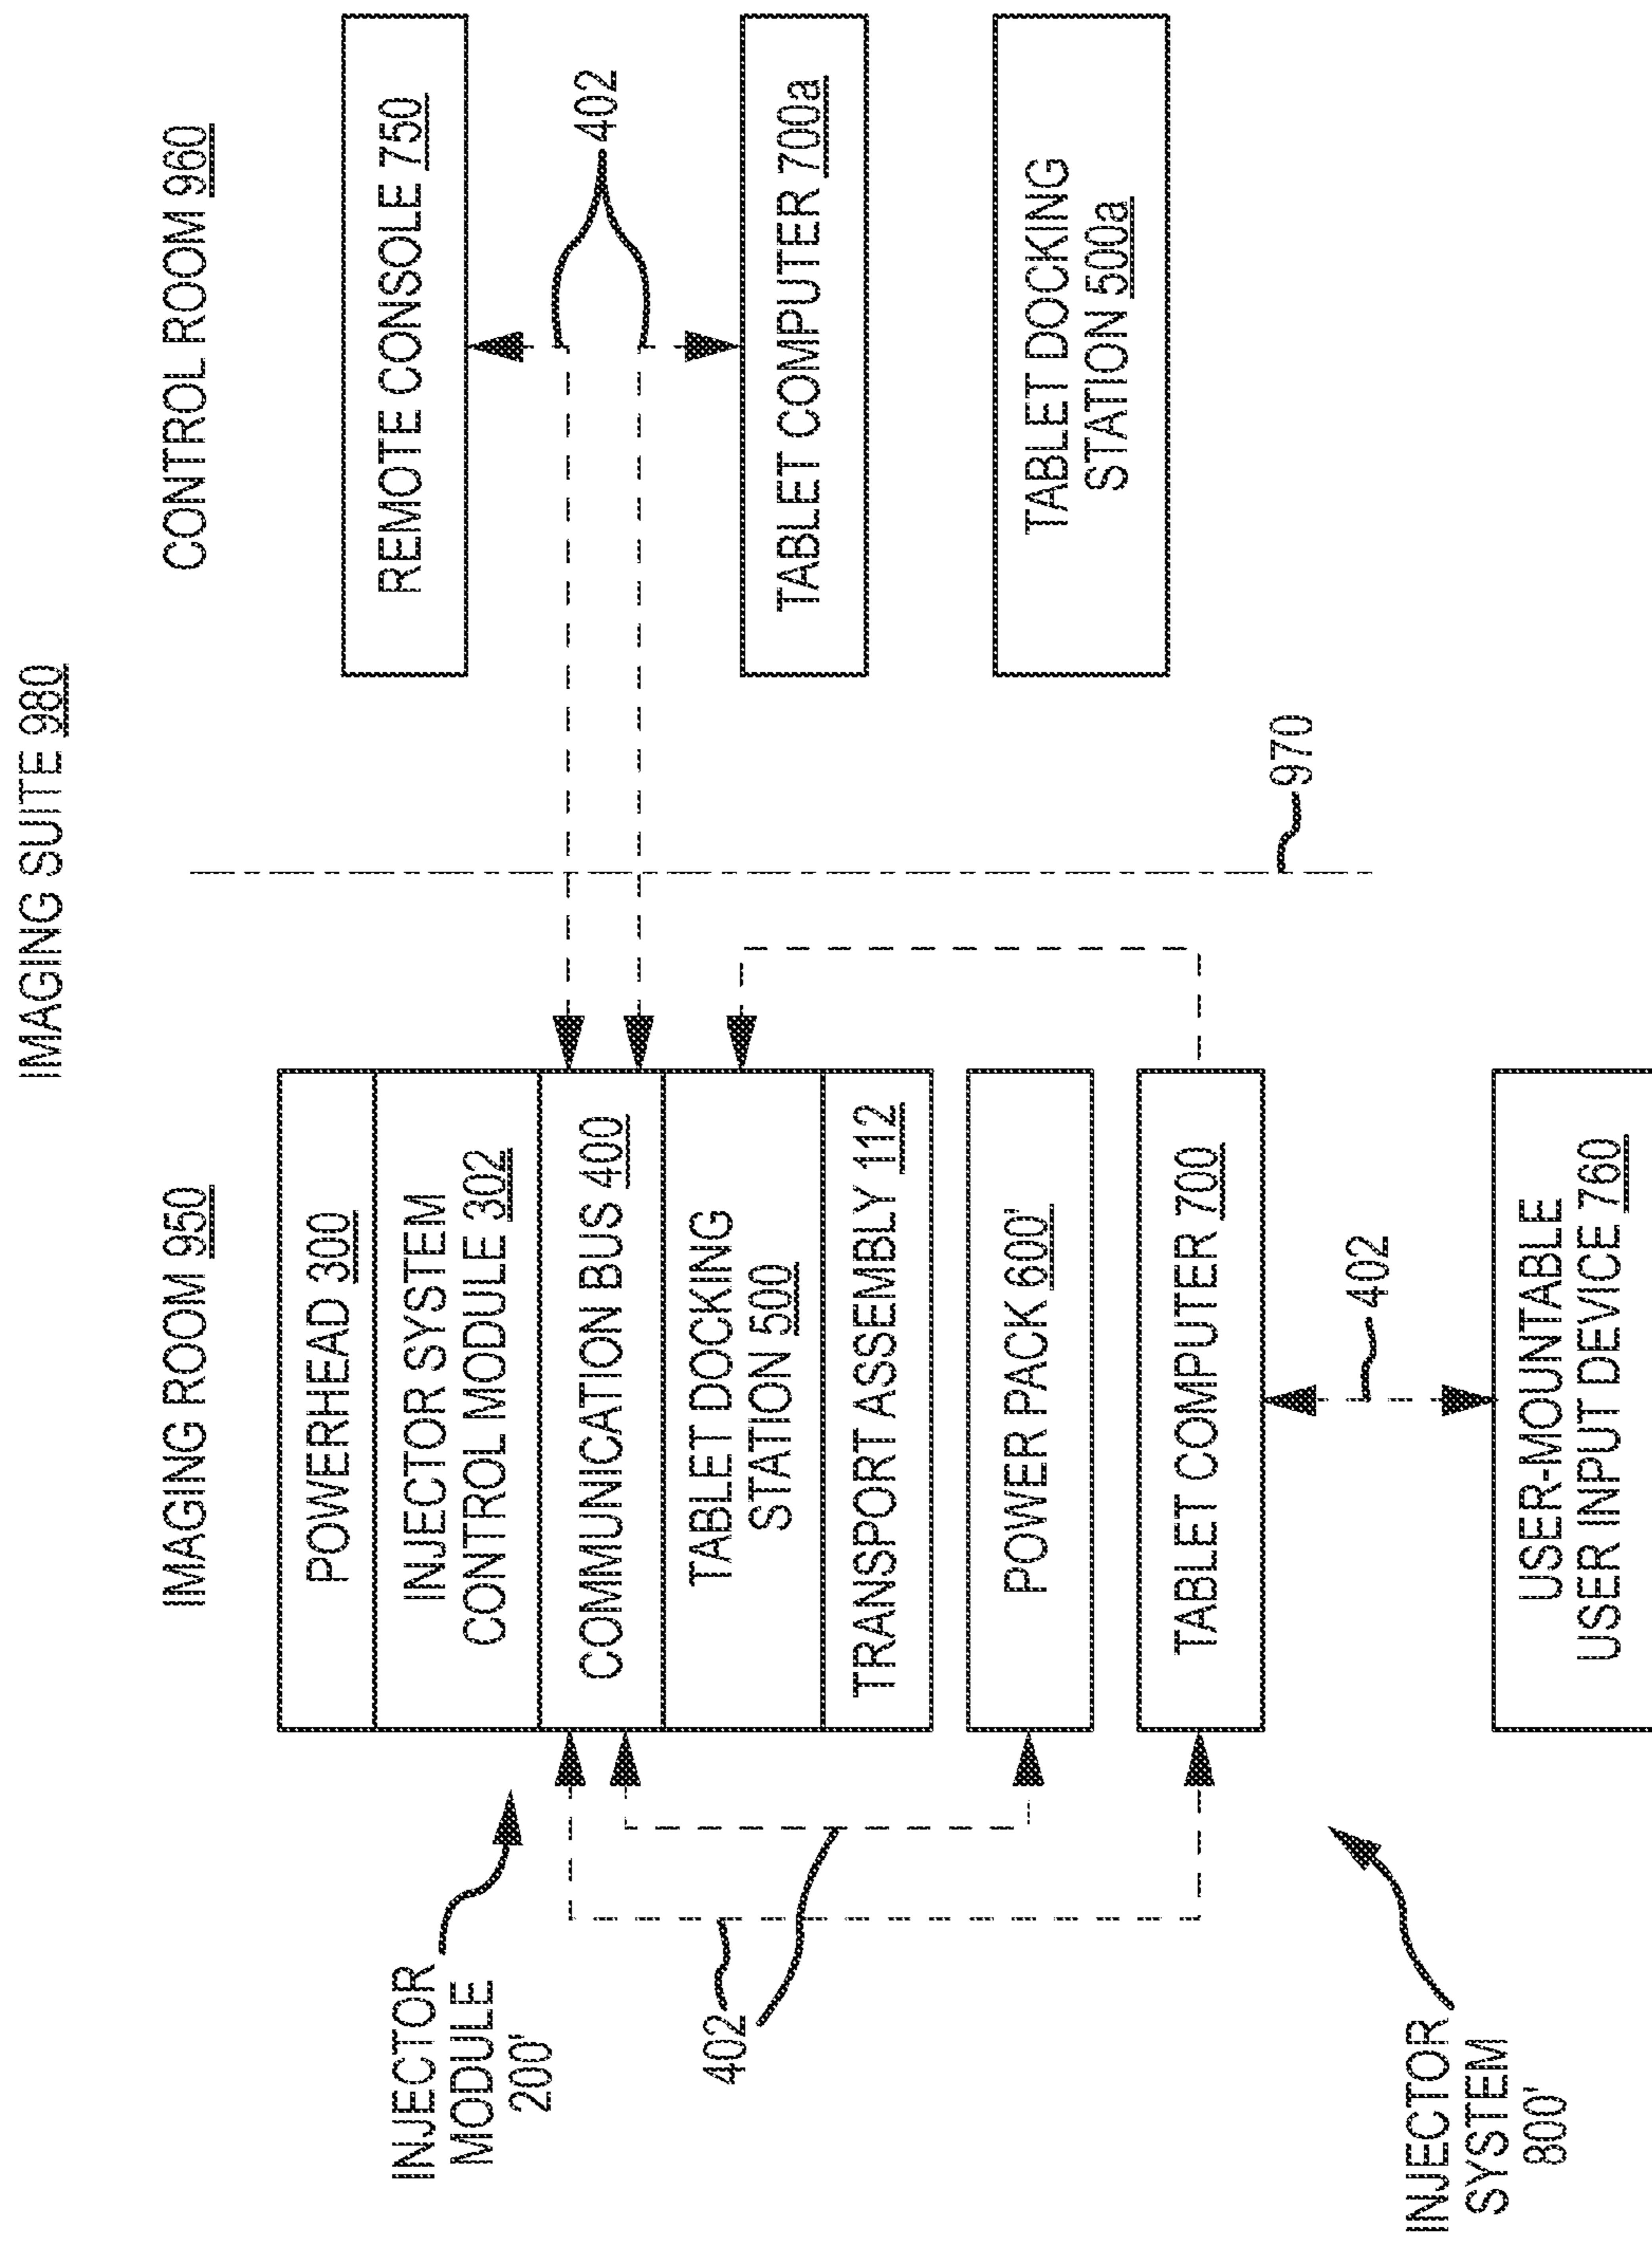 IMAGING SUITE 980
IMAGING ROOM 950
CONTROL ROOM 960
INJECTOR
MODULE
200'
POWERHEAD 300
INJECTOR SYSTEM
CONTROL MODULE 302
COMMUNICATION BUS 400
TABLET DOCKING
STATION 500
TRANSPORT ASSEMBLY 112
POWER PACK 600'
TABLET COMPUTER 700
402
402
USER-MOUNTABLE
USER INPUT DEVICE 760
INJECTOR
SYSTEM
800'
970
REMOTE CONSOLE 750
402
TABLET COMPUTER 700a
TABLET DOCKING
STATION 500a